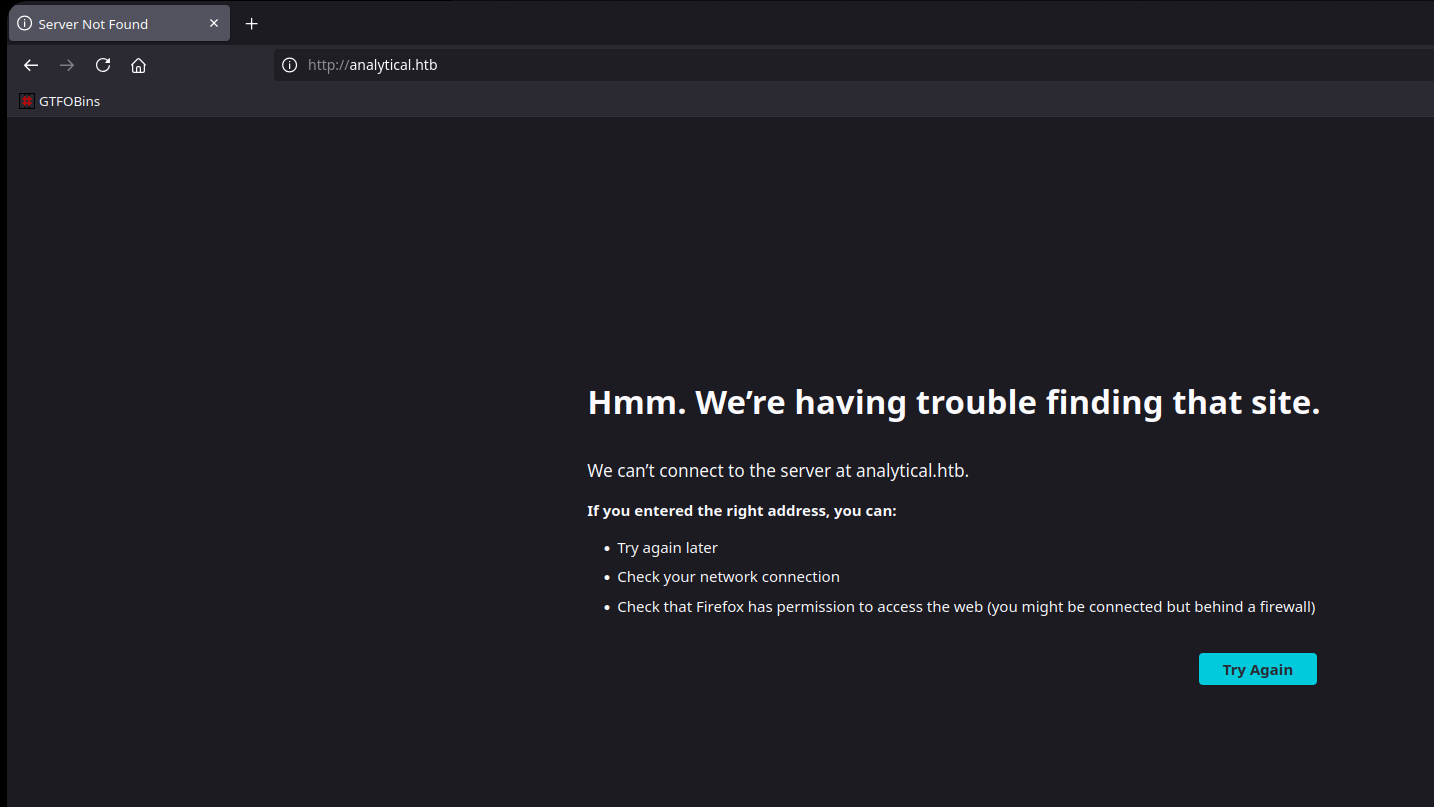 Server Not Found
http://analytical.htb
GTFOBins
Hmm. We’re having trouble finding that site.
We can’t connect to the server at analytical.htb.
If you entered the right address, you can:
• Try again later
• Check your network connection
• Check that Firefox has permission to access the web (you might be connected but behind a firewall)
Try Again